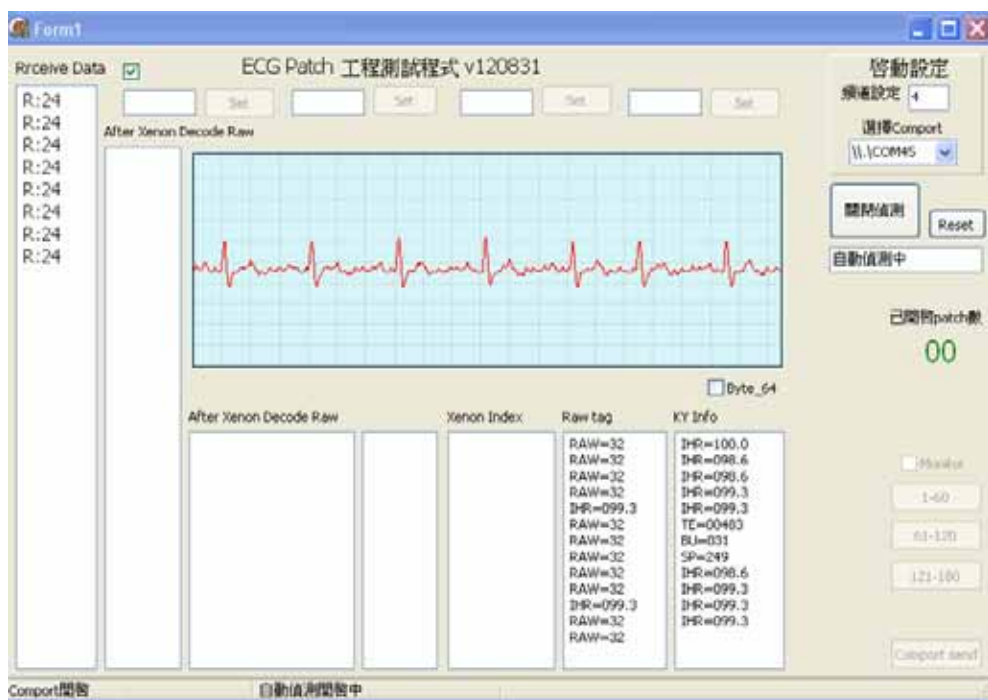 Form1
Rrceive Data
ECG Patch 工程測試程式 v120831
R:24
R:24
R:24
R:24
R:24
R:24
R:24
R:24
Set
Set
Set
Set
After Xenon Decode Raw
啓動設定
頻道設定 4
選擇Comport
\\.\COM45
關閉偵測
Reset
自動偵測中
已開啓patch數
00
Byte_64
After Xenon Decode Raw
Xenon Index
Raw tag
KY Info
RAW=32
RAW=32
RAW=32
RAW=32
IHR=099.3
RAW=32
RAW=32
RAW=32
RAW=32
RAW=32
IHR=099.3
RAW=32
RAW=32
IHR=100.0
IHR=098.6
IHR=098.6
IHR=099.3
IHR=099.3
TE=00483
BU=031
SP=249
IHR=098.6
IHR=099.3
IHR=099.3
IHR=099.3
Monitor
1-60
61-120
121-180
Comport send
Comport開啓
自動偵測開啓中